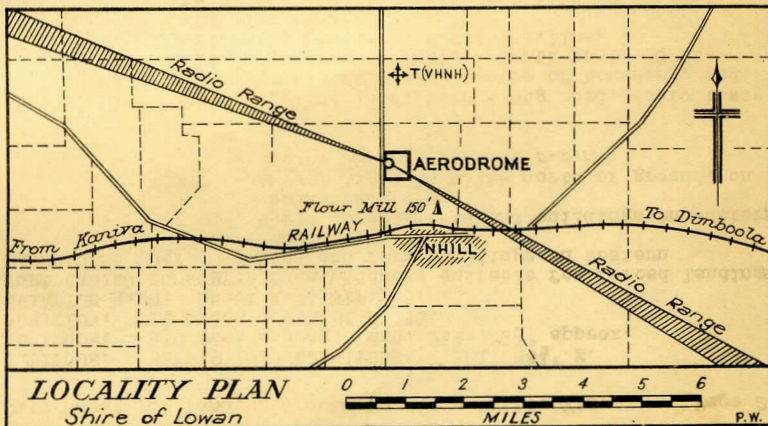 Radio Range
T(VHNH)
AERODROME
Flour Mill 150'
From Kaniva
RAILWAY
NHILL
To Dimboola
Radio Range
LOCALITY PLAN
Shire of Lowan
0 1 2 3 4 5 6
MILES
P.W.